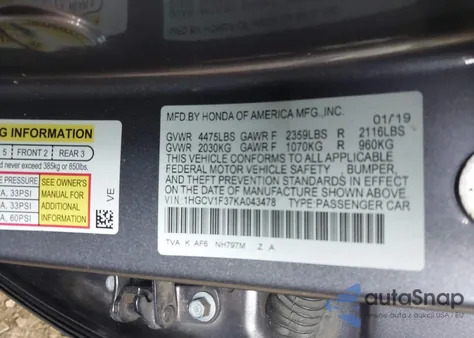 G INFORMATION
5 FRONT 2 REAR 3
d never exceed 385kg or 850lbs.
E PRESSURE
A, 33PSI
A, 33PSI
A, 60PSI
SEE OWNER'S
MANUAL FOR
ADDITIONAL
INFORMATION
VE
MFD.BY HONDA OF AMERICA MFG.,INC. 01/19
GVWR 4475LBS GAWR F 2359LBS R 2116LBS
GVWR 2030KG GAWR F 1070KG R 960KG
THIS VEHICLE CONFORMS TO ALL APPLICABLE
FEDERAL MOTOR VEHICLE SAFETY, BUMPER,
AND THEFT PREVENTION STANDARDS IN EFFECT ON
THE DATE OF MANUFACTURE SHOWN ABOVE.
VIN:1HGCV1F37KA043478 TYPE PASSENGER CAR
TVA K AF6 NH797M Z A
autoSnap